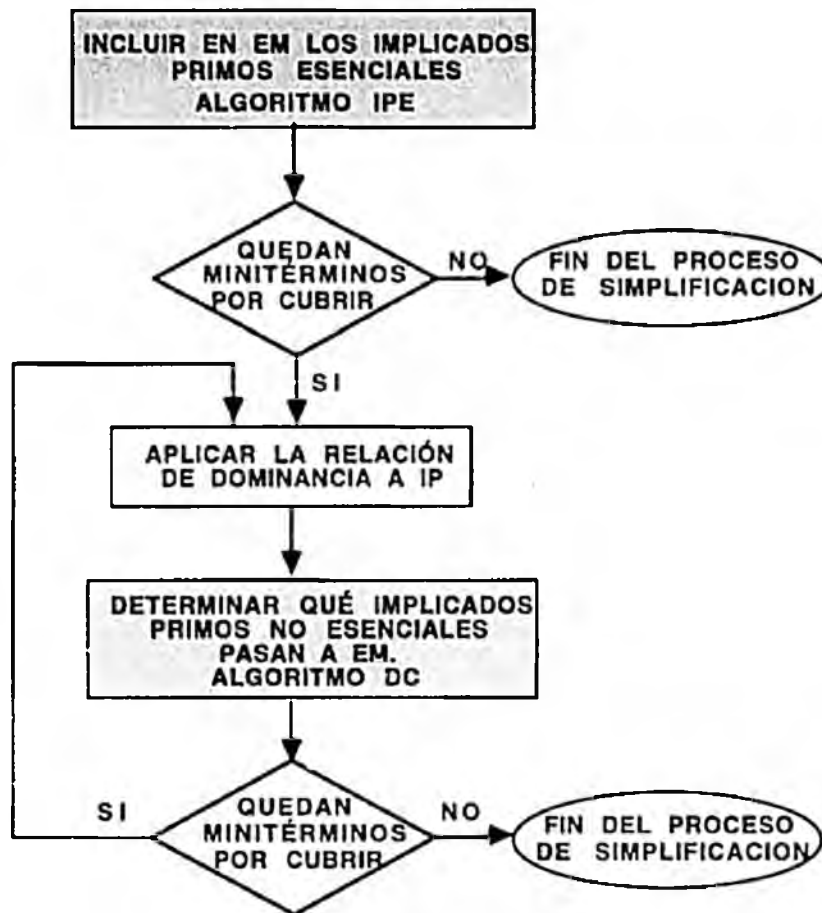 INCLUIR EN EM LOS IMPLICADOS
PRIMOS ESENCIALES
ALGORITMO IPE
QUEDAN
MINITÉRMINOS
POR CUBRIR
NO
FIN DEL PROCESO
DE SIMPLIFICACION
SI
APLICAR LA RELACIÓN
DE DOMINANCIA A IP
DETERMINAR QUÉ IMPLICADOS
PRIMOS NO ESENCIALES
PASAN A EM.
ALGORITMO DC
SI
QUEDAN
MINITÉRMINOS
POR CUBRIR
NO
FIN DEL PROCESO
DE SIMPLIFICACION